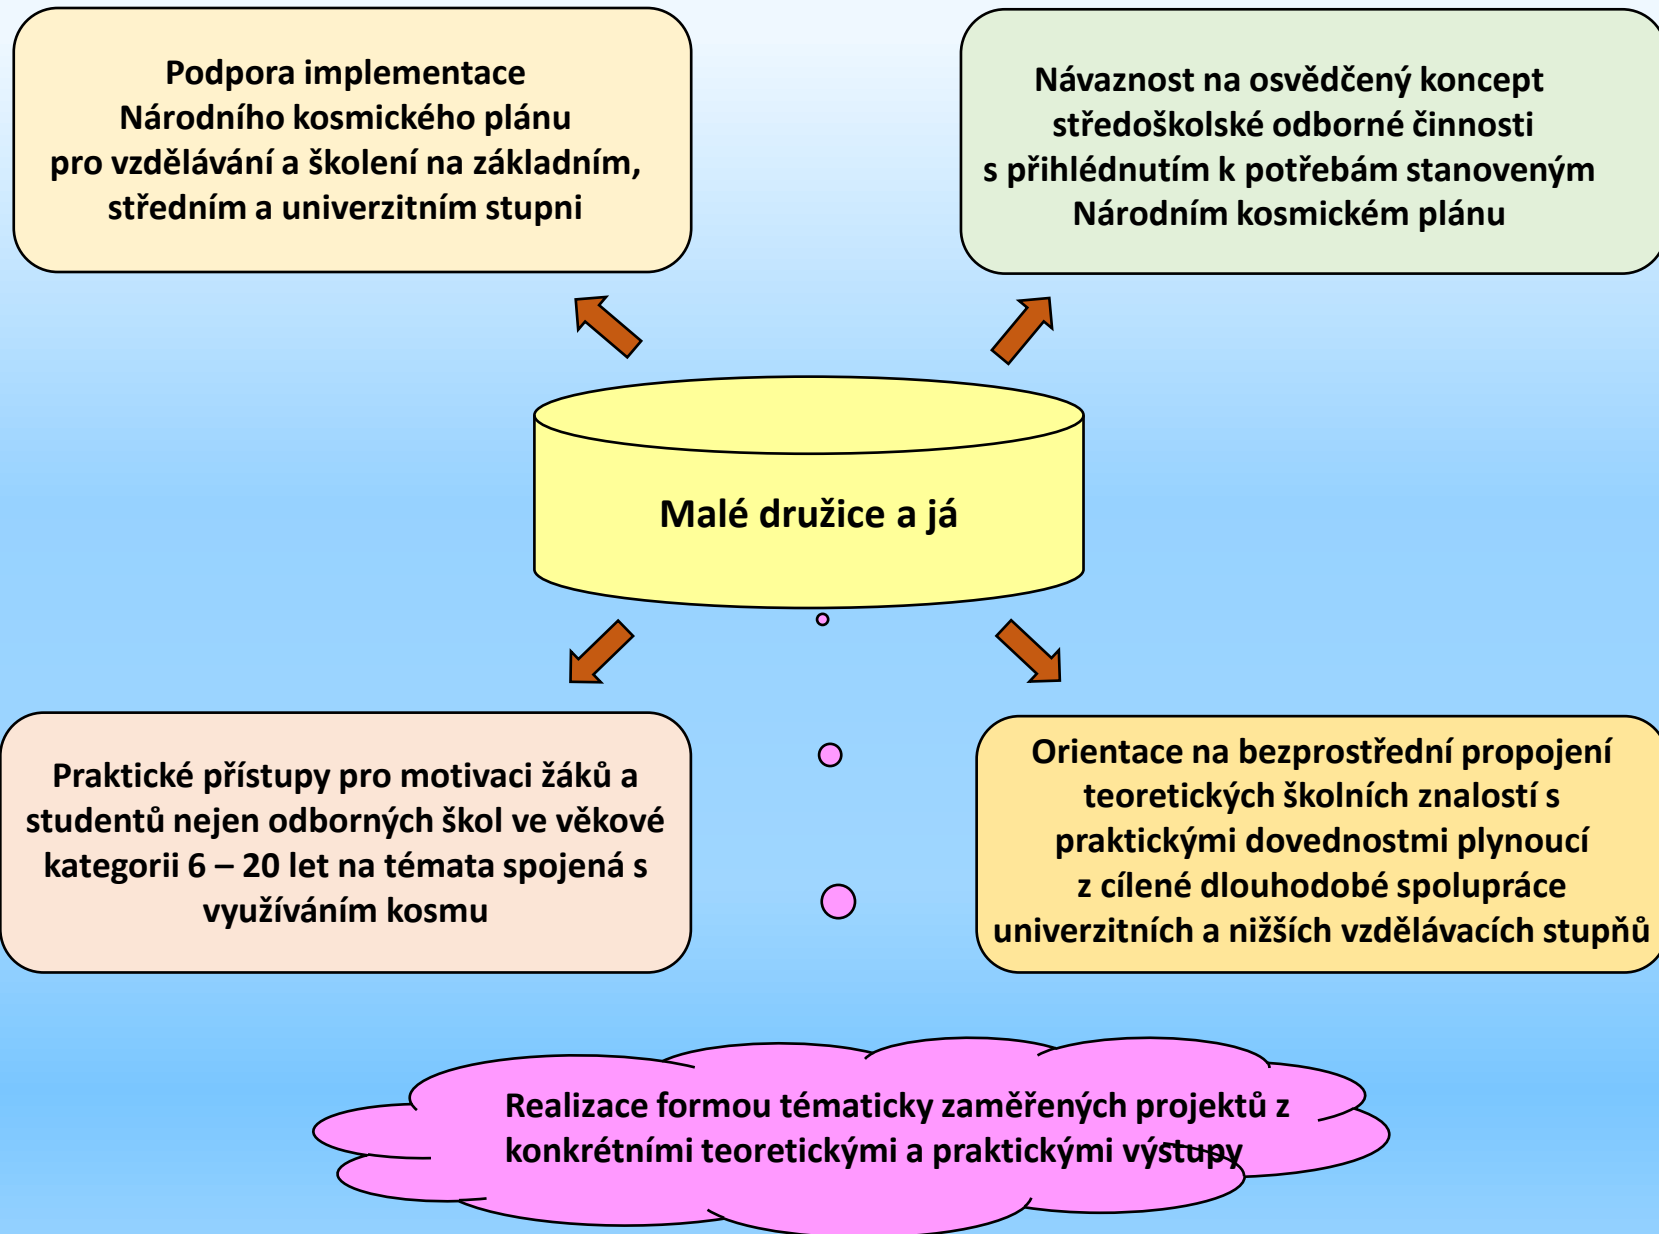 Podpora implementace
Národního kosmického plánu
pro vzdělávání a školení na základním,
středním a univerzitním stupni
Návaznost na osvědčený koncept
středoškolské odborné činnosti
s přihlédnutím k potřebám stanoveným
Národním kosmickém plánu
Malé družice a já
Praktické přístupy pro motivaci žáků a
studentů nejen odborných škol ve věkové
kategorii 6 – 20 let na témata spojená s
využíváním kosmu
Orientace na bezprostřední propojení
teoretických školních znalostí s
praktickými dovednostmi plynoucí
z cílené dlouhodobé spolupráce
univerzitních a nižších vzdělávacích stupňů
Realizace formou tématicky zaměřených projektů z
konkrétními teoretickými a praktickými výstupy